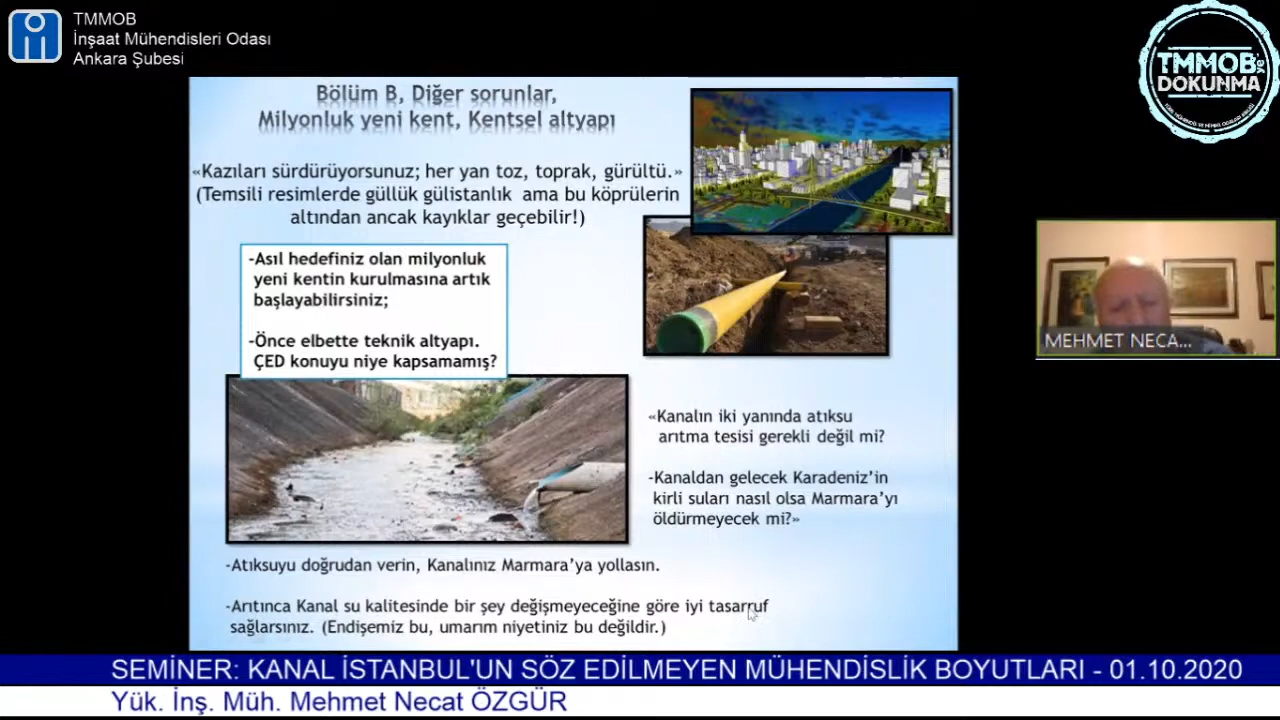 TMMOB
İnşaat Mühendisleri Odası
Ankara Şubesi
TMMOB'ye
DOKUNMA
Bölüm B, Diğer sorunlar,
Milyonluk yeni kent, Kentsel altyapı
«Kazıları sürdürüyorsunuz; her yan toz, toprak, gürültü.»
(Temsili resimlerde güllük gülistanlık ama bu köprülerin
altından ancak kayıklar geçebilir!)
-Asıl hedefiniz olan milyonluk
yeni kentin kurulmasına artık
başlayabilirsiniz;
-Önce elbette teknik altyapı.
ÇED konuyu niye kapsamamış?
«Kanalın iki yanında atıksu
arıtma tesisi gerekli değil mi?
-Kanaldan gelecek Karadeniz’in
kirli suları nasıl olsa Marmara’yı
öldürmeyecek mi?»
-Atıksuyu doğrudan verin, Kanalınız Marmara’ya yollasın.
-Arıtınca Kanal su kalitesinde bir şey değişmeyeceğine göre iyi tasarruf
sağlarsınız. (Endişemiz bu, umarım niyetiniz bu değildir.)
MEHMET NECA...
SEMİNER: KANAL İSTANBUL'UN SÖZ EDİLMEYEN MÜHENDİSLİK BOYUTLARI - 01.10.2020
Yük. İnş. Müh. Mehmet Necat ÖZGÜR